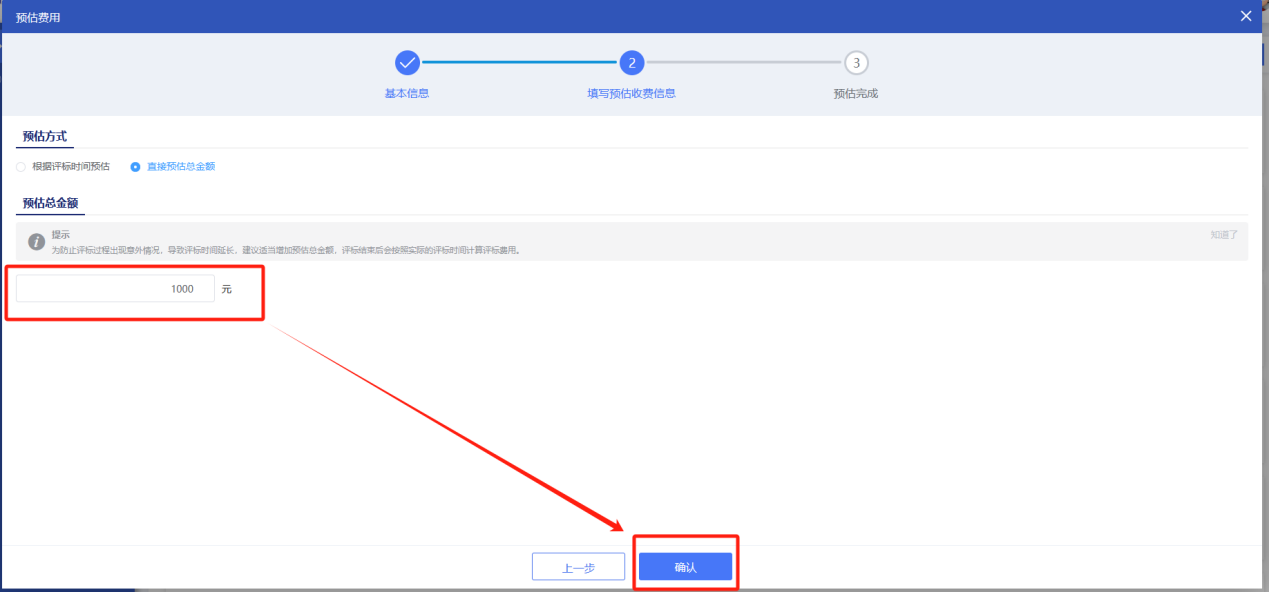 预估费用
2
3
基本信息
填写预估收费信息
预估完成
预估方式
根据评标时间预估
直接预估总金额
预估总金额
提示
知道了
为防止评标过程出现意外情况，导致评标时间延长，建议适当增加预估总金额，评标结束后会按照实际的评标时间计算评标费用。
1000 元
上一步
确认